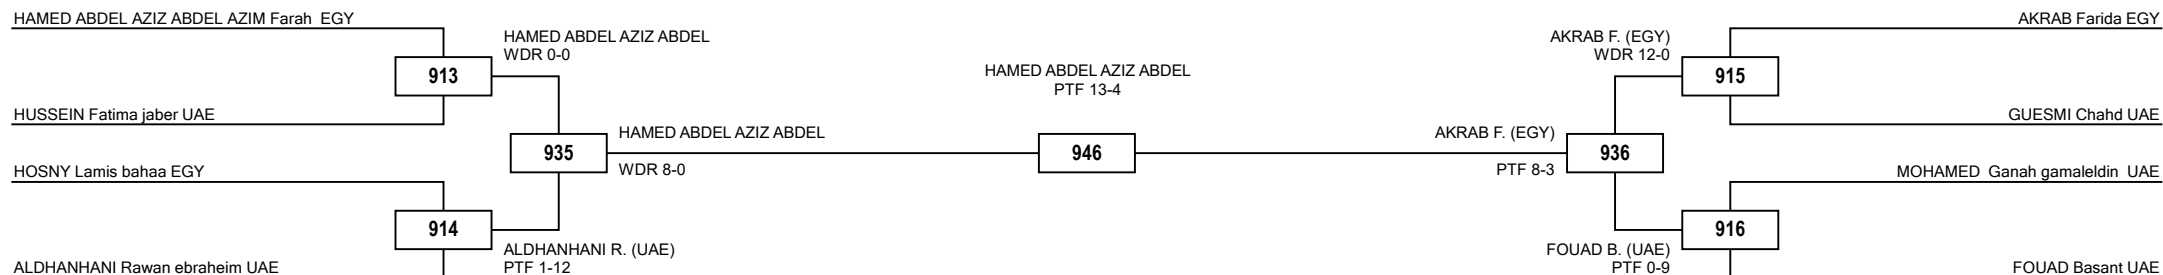 HAMED ABDEL AZIZ ABDEL AZIM Farah  EGY
AKRAB Farida EGY
HAMED ABDEL AZIZ ABDEL
WDR 0-0
AKRAB F. (EGY)
WDR 12-0
913
HAMED ABDEL AZIZ ABDEL
PTF 13-4
915
HUSSEIN Fatima jaber UAE
GUESMI Chahd UAE
935
HAMED ABDEL AZIZ ABDEL
WDR 8-0
946
AKRAB F. (EGY)
PTF 8-3
936
HOSNY Lamis bahaa EGY
MOHAMED  Ganah gamaleldin  UAE
914
916
ALDHANHANI R. (UAE)
PTF 1-12
FOUAD B. (UAE)
PTF 0-9
ALDHANHANI Rawan ebraheim UAE
FOUAD Basant UAE